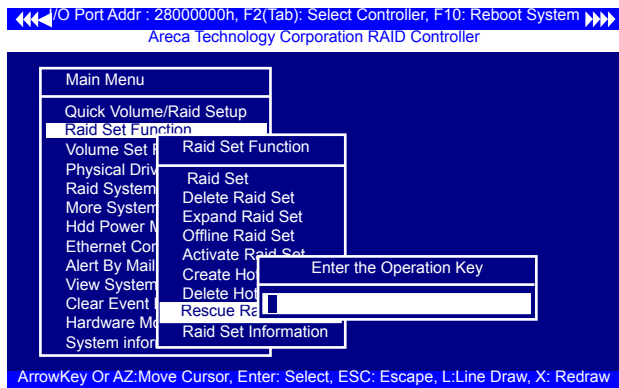 I/O Port Addr : 28000000h, F2(Tab): Select Controller, F10: Reboot System
Areca Technology Corporation RAID Controller
Main Menu
Quick Volume/Raid Setup
Raid Set Function
Volume Set F
Physical Driv
Raid System
More System
Hdd Power M
Ethernet Con
Alert By Mail
View System
Clear Event
Hardware Mo
System infor
Raid Set Function
Raid Set
Delete Raid Set
Expand Raid Set
Offline Raid Set
Activate Raid Set
Create Hot
Delete Hot
Rescue Ra
Raid Set Information
Enter the Operation Key
ArrowKey Or AZ:Move Cursor, Enter: Select, ESC: Escape, L:Line Draw, X: Redraw